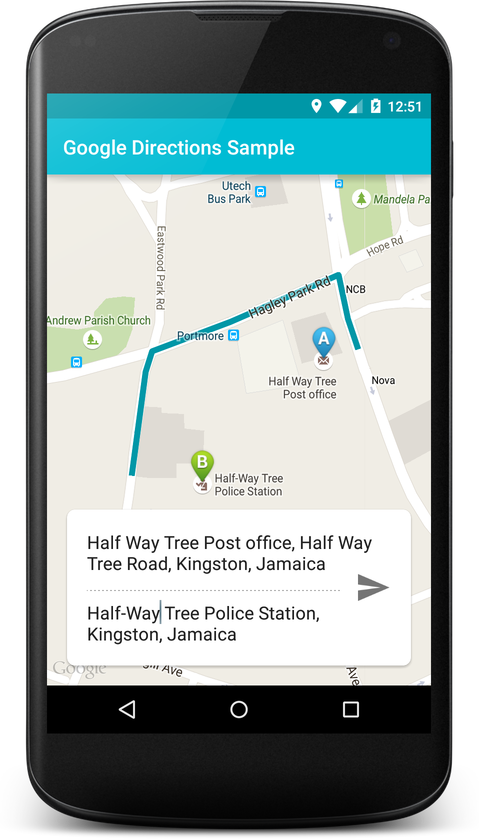 12:51
Google Directions Sample
Utech
Bus Park
Mandela Pa
Eastwood Park Rd
Hope Rd
Hagley Park Rd
NCB
Andrew Parish Church
Portmore
A
Half Way Tree
Post office
Nova
B
Half-Way Tree
Police Station
Half Way Tree Post office, Half Way
Tree Road, Kingston, Jamaica
Half-Way Tree Police Station,
Kingston, Jamaica
Google
Ave
Ave